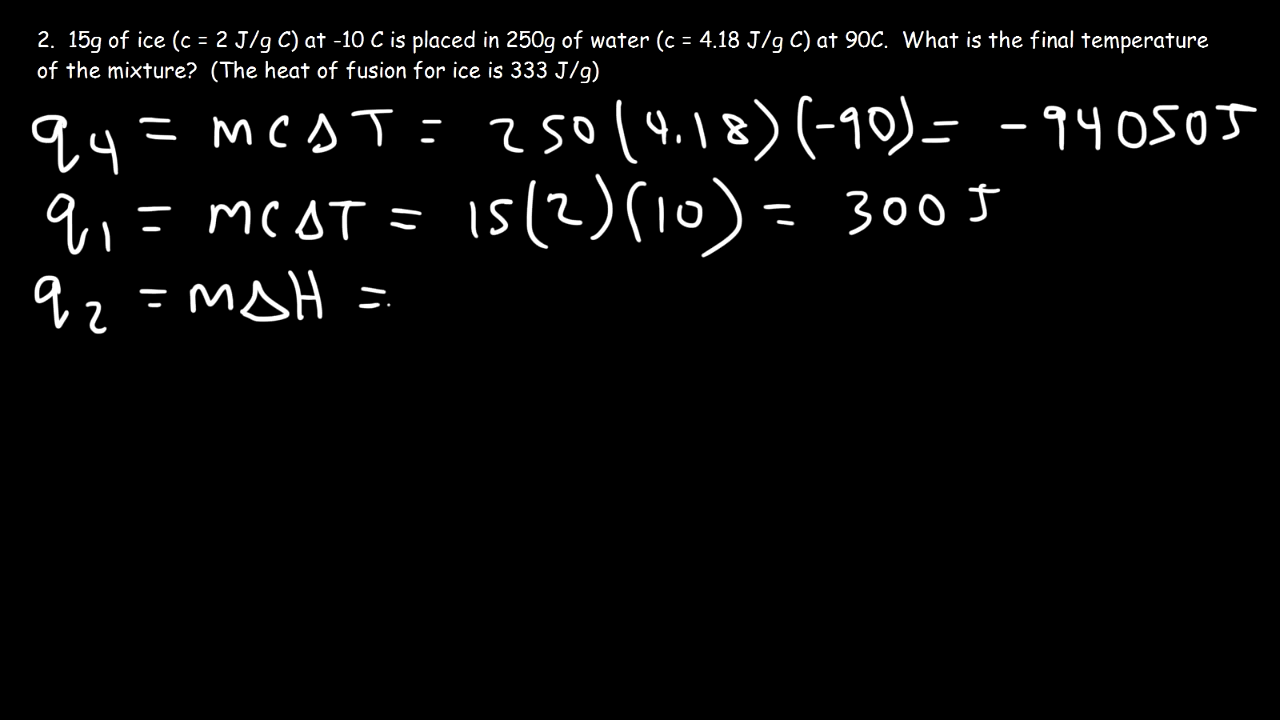 2. 15g of ice (c = 2 J/g C) at -10 C is placed in 250g of water (c = 4.18 J/g C) at 90C. What is the final temperature
of the mixture? (The heat of fusion for ice is 333 J/g)
q4 = MCΔT = 250(4.18)(-90) = -94050J
q1 = MCΔT = 15(2)(10) = 300J
q2 = MΔH =